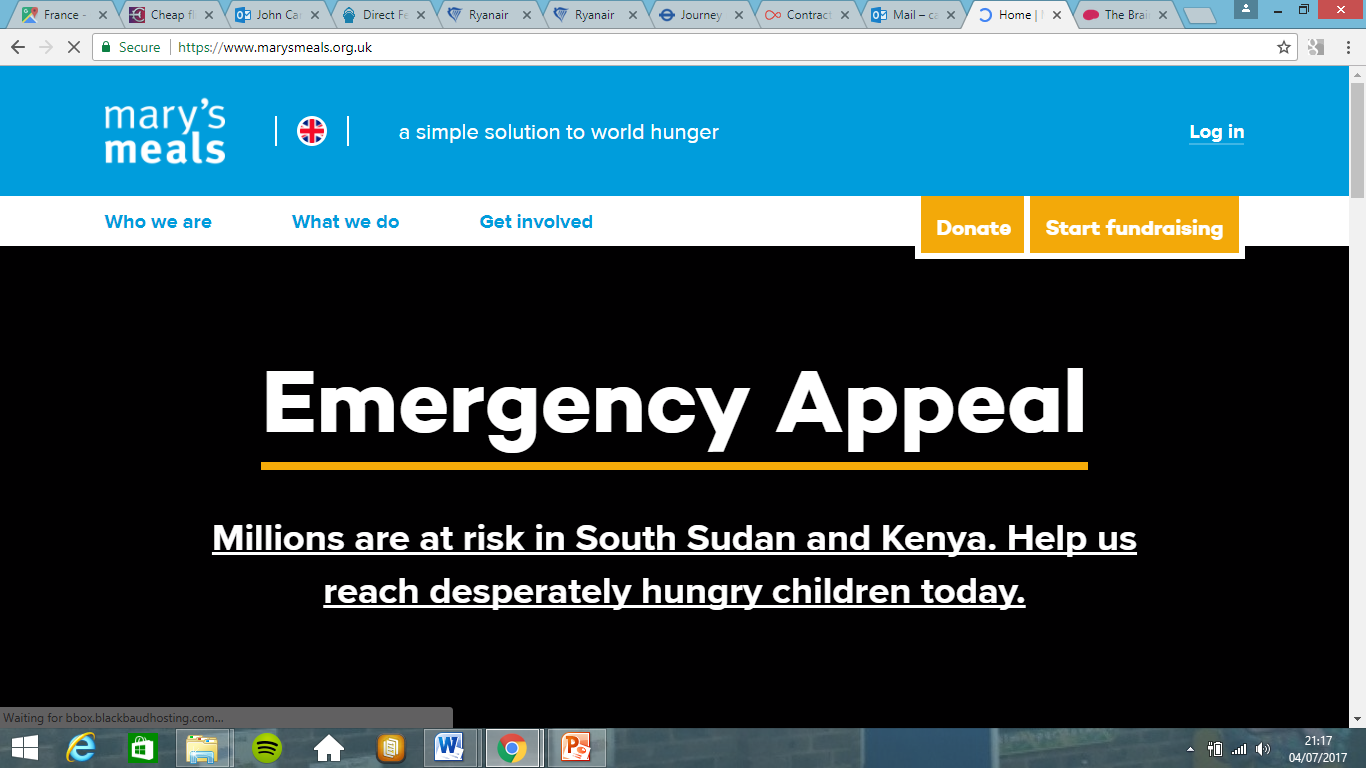 France -
Cheap fl
John Car
Direct Fe
Ryanair
Ryanair
Journey
Contract
Mail – ca
Home |
The Brai
Secure
https://www.marysmeals.org.uk
mary's
meals
a simple solution to world hunger
Log in
Who we are
What we do
Get involved
Donate
Start fundraising
Emergency Appeal
Millions are at risk in South Sudan and Kenya. Help us
reach desperately hungry children today.
Waiting for bbox.blackbaudhosting.com...
21:17
04/07/2017